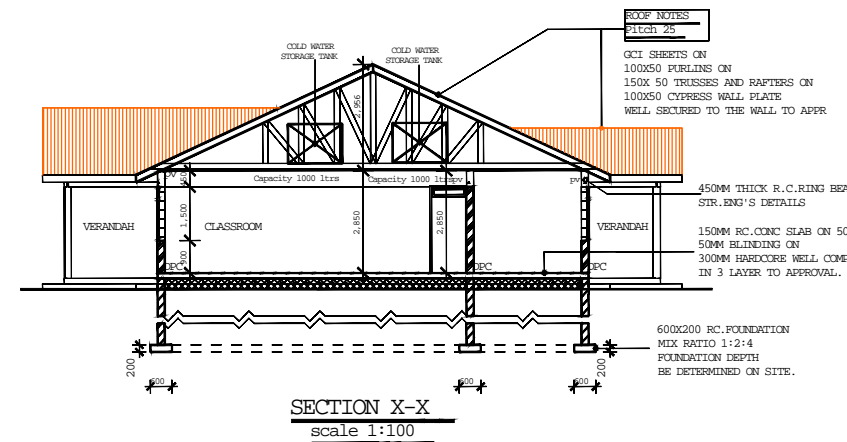 ROOF NOTES
Pitch 25
GCI SHEETS ON
100X50 PURLINS ON
150X 50 TRUSSES AND RAFTERS ON
100X50 CYPRESS WALL PLATE
WELL SECURED TO THE WALL TO APPR
COLD WATER
STORAGE TANK
COLD WATER
STORAGE TANK
2,956
Capacity 1000 ltrs
Capacity 1000 ltrs
pv
pv
pv
450
1,500
900
2,850
2,850
VERANDAH
CLASSROOM
VERANDAH
DPC
DPC
DPC
450MM THICK R.C.RING BEA
STR.ENG'S DETAILS
150MM RC.CONC SLAB ON 50
50MM BLINDING ON
300MM HARDCORE WELL COMP
IN 3 LAYER TO APPROVAL.
600X200 RC.FOUNDATION
MIX RATIO 1:2:4
FOUNDATION DEPTH
BE DETERMINED ON SITE.
200
200
600
600
600
SECTION X-X
scale 1:100